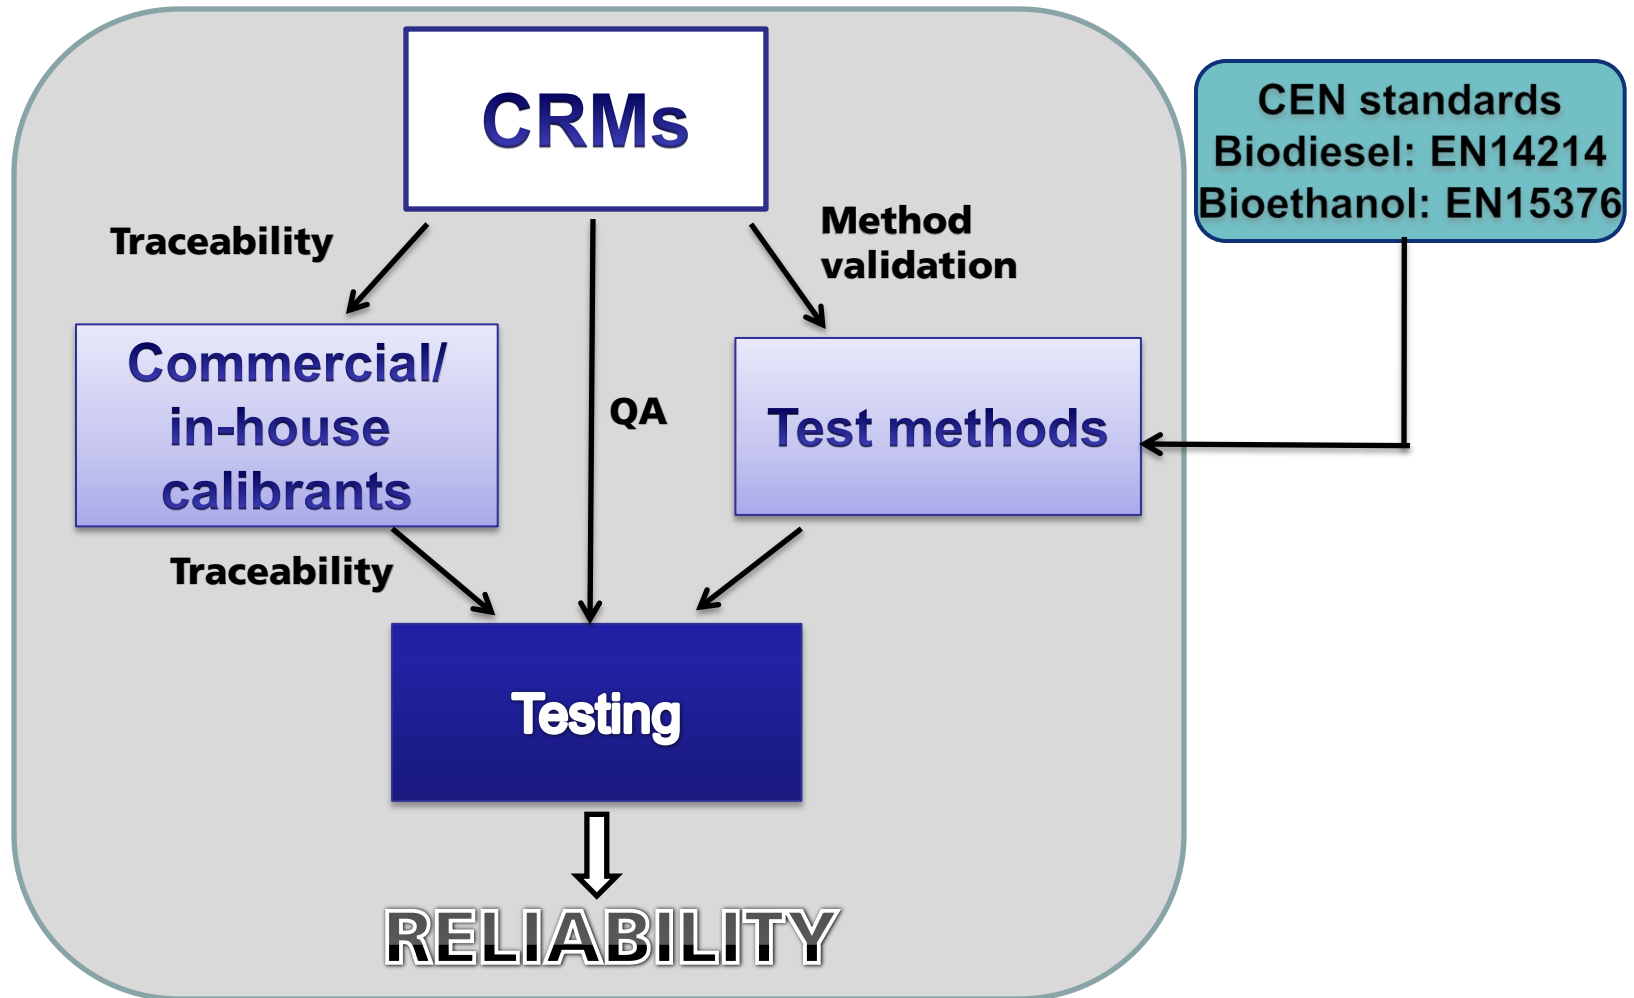 CRMs
CEN standards
Biodiesel: EN14214
Bioethanol: EN15376
Traceability
Method
validation
Commercial/
in-house
calibrants
QA
Test methods
Traceability
Testing
RELIABILITY